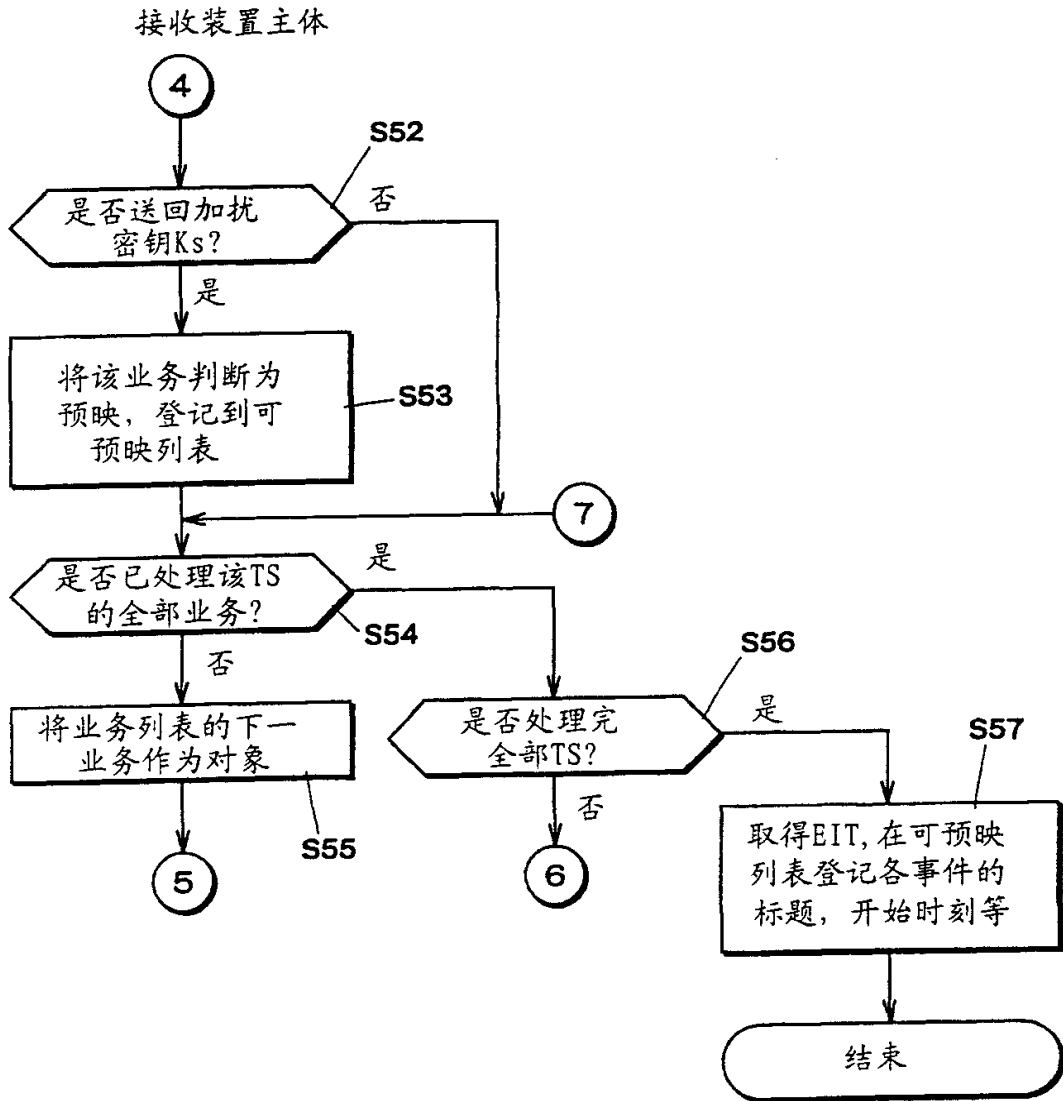 接收装置主体
4
S52
是否送回加扰
密钥Ks?
否
是
将该业务判断为
预映，登记到可
预映列表
S53
7
是否已处理该TS
的全部业务?
是
S54
否
将业务列表的下一
业务作为对象
S55
5
S56
是否处理完
全部TS?
是
否
6
S57
取得EIT,在可预映
列表登记各事件的
标题，开始时刻等
结束